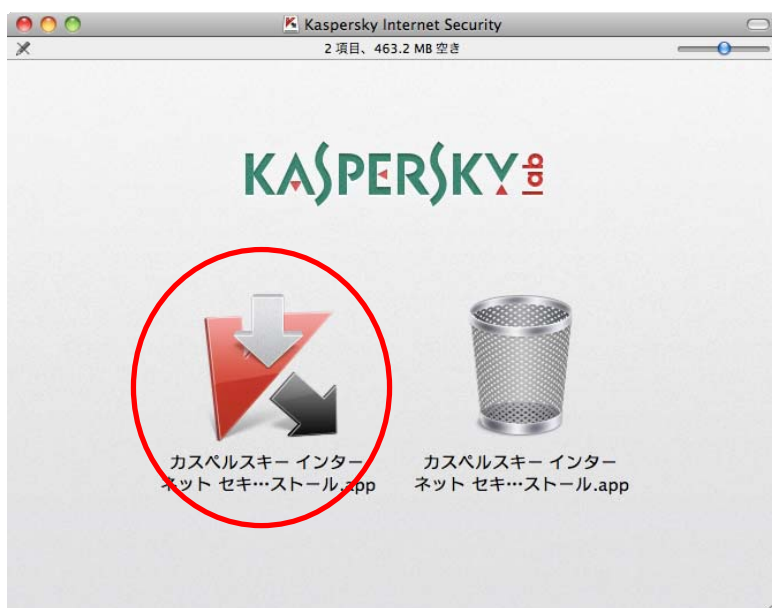 Kaspersky Internet Security
2 項目、463.2 MB 空き
KASPERSKY lab
カスペルスキー インター
ネット セキ…ストール.app
カスペルスキー インター
ネット セキ…ストール.app